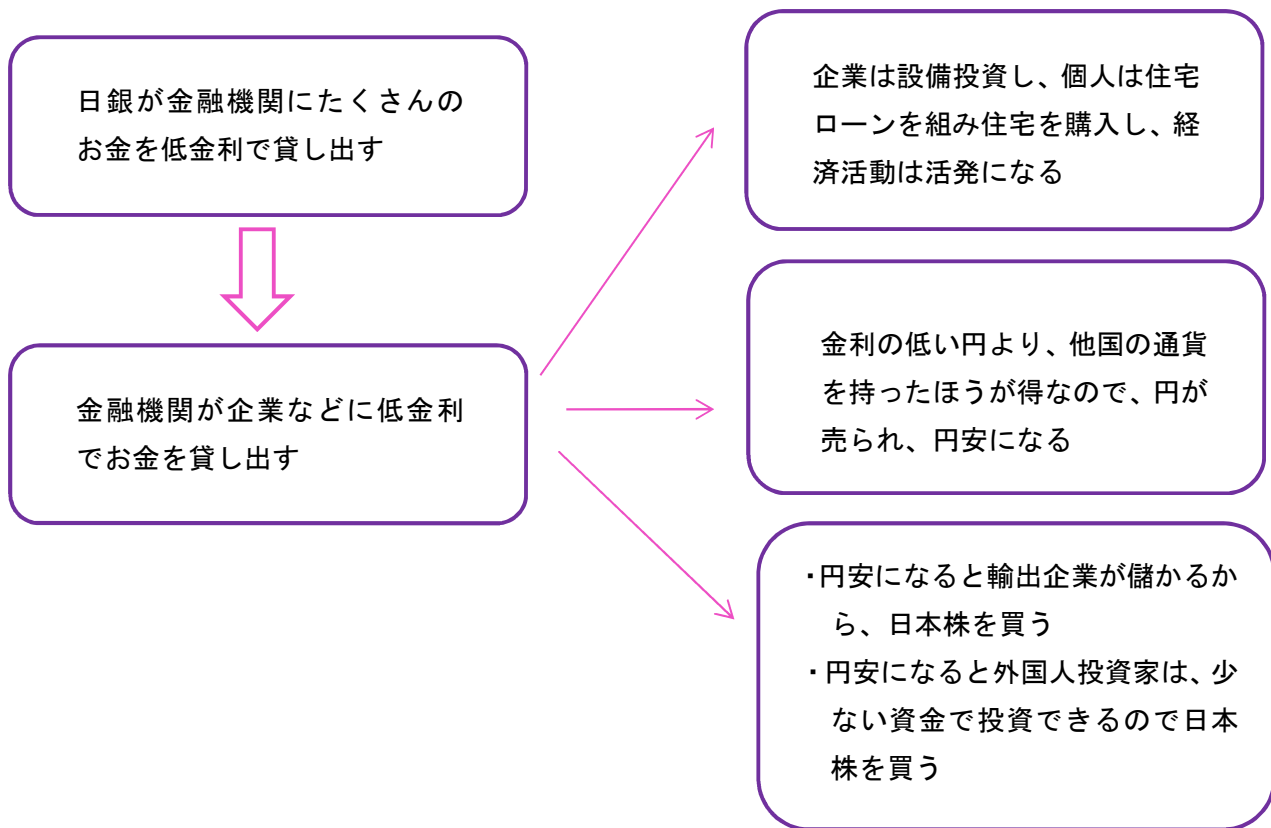 日銀が金融機関にたくさんの
お金を低金利で貸し出す
金融機関が企業などに低金利
でお金を貸し出す
企業は設備投資し、個人は住宅
ローンを組み住宅を購入し、経
済活動は活発になる
金利の低い円より、他国の通貨
を持ったほうが得なので、円が
売られ、円安になる
・円安になると輸出企業が儲かるか
ら、日本株を買う
・円安になると外国人投資家は、少
ない資金で投資できるので日本
株を買う